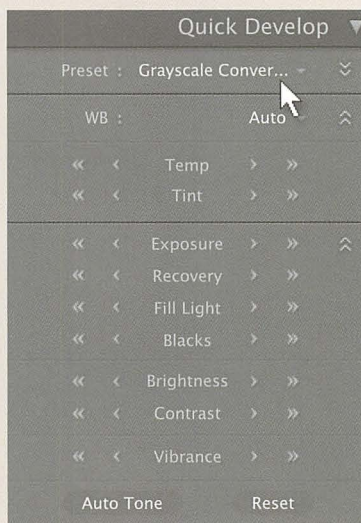 Quick Develop
Preset : Grayscale Conver...
WB : Auto
Temp
Tint
Exposure
Recovery
Fill Light
Blacks
Brightness
Contrast
Vibrance
Auto Tone Reset